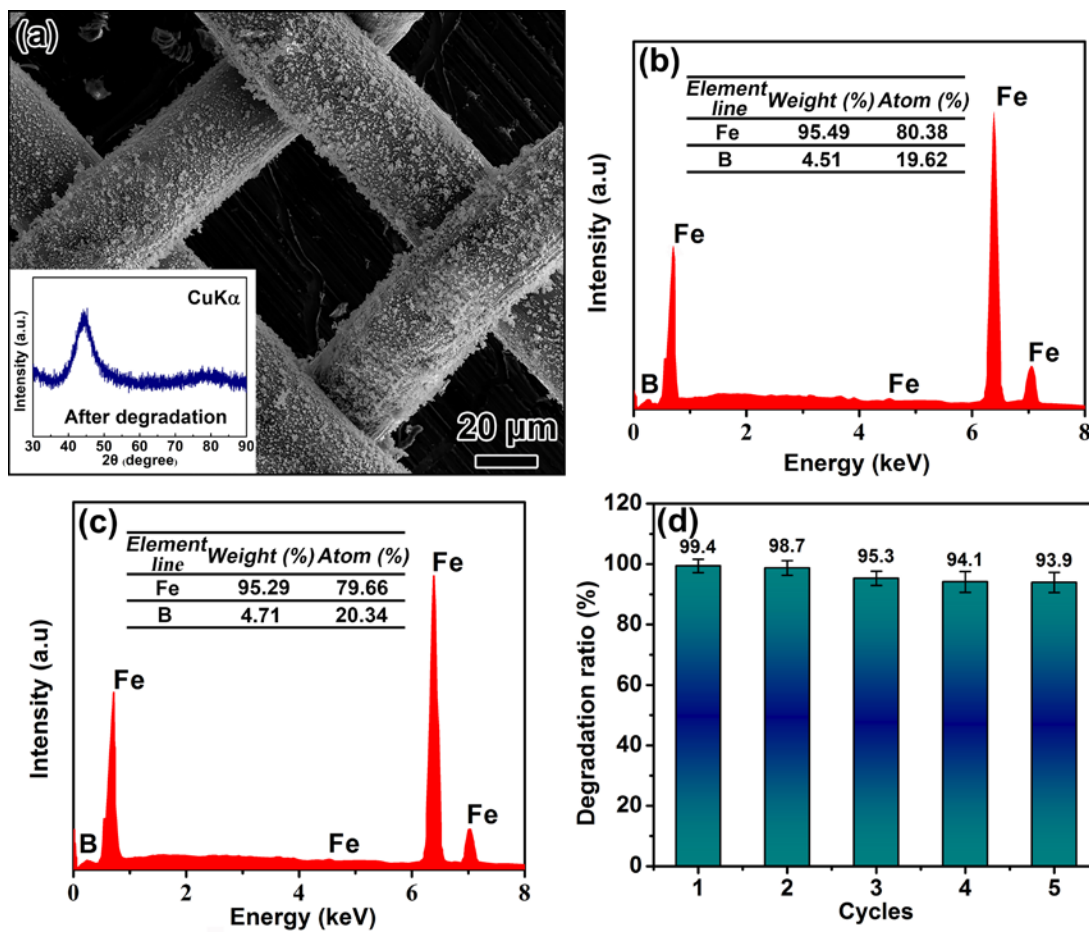 (a)
CuKα
Intensity (a.u.)
After degradation
30 40 50 60 70 80 90
2θ (degree)
20 μm
(b)
Element line Weight (%) Atom (%)
Fe 95.49 80.38
B 4.51 19.62
Fe
Fe
Fe
Fe
B
Intensity (a.u)
0 2 4 6 8
Energy (keV)
(c)
Element line Weight (%) Atom (%)
Fe 95.29 79.66
B 4.71 20.34
Fe
Fe
Fe
Fe
B
Intensity (a.u)
0 2 4 6 8
Energy (keV)
(d)
120
100
80
60
40
20
0
99.4 98.7 95.3 94.1 93.9
Degradation ratio (%)
1 2 3 4 5
Cycles